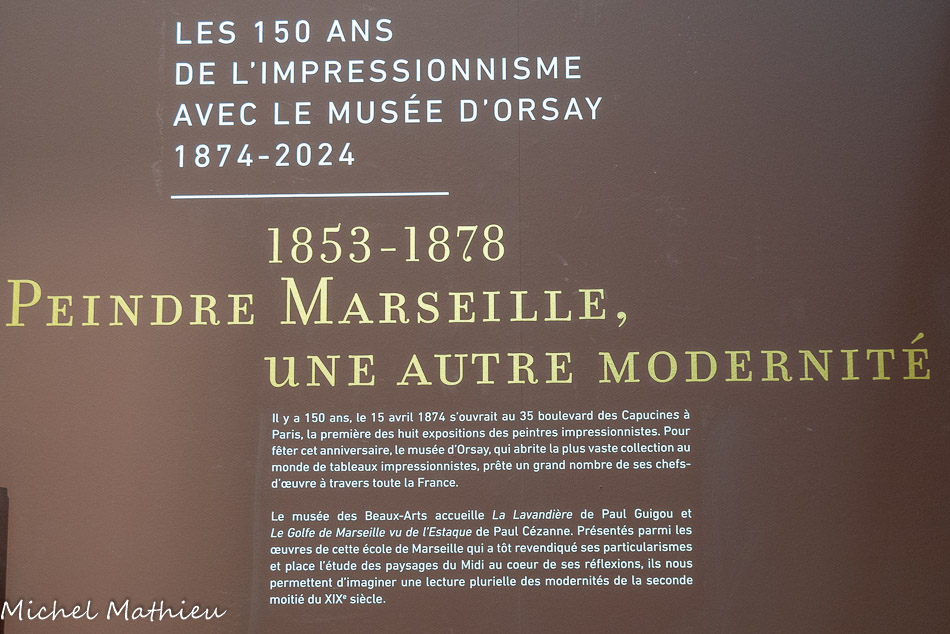 LES 150 ANS
DE L'IMPRESSIONNISME
AVEC LE MUSÉE D'ORSAY
1874-2024
1853-1878
PEINDRE MARSEILLE,
UNE AUTRE MODERNITÉ
Il y a 150 ans, le 15 avril 1874 s'ouvrait au 35 boulevard des Capucines à
Paris, la première des huit expositions des peintres impressionnistes. Pour
fêter cet anniversaire, le musée d'Orsay, qui abrite la plus vaste collection au
monde de tableaux impressionnistes, prête un grand nombre de ses chefs-
d'œuvre à travers toute la France.
Le musée des Beaux-Arts accueille La Lavandière de Paul Guigou et
Le Golfe de Marseille vu de l'Estaque de Paul Cézanne. Présentés parmi les
œuvres de cette école de Marseille qui a tôt revendiqué ses particularismes
et place l'étude des paysages du Midi au coeur de ses réflexions, ils nous
permettent d'imaginer une lecture plurielle des modernités de la seconde
moitié du XIXe siècle.
Michel Mathieu